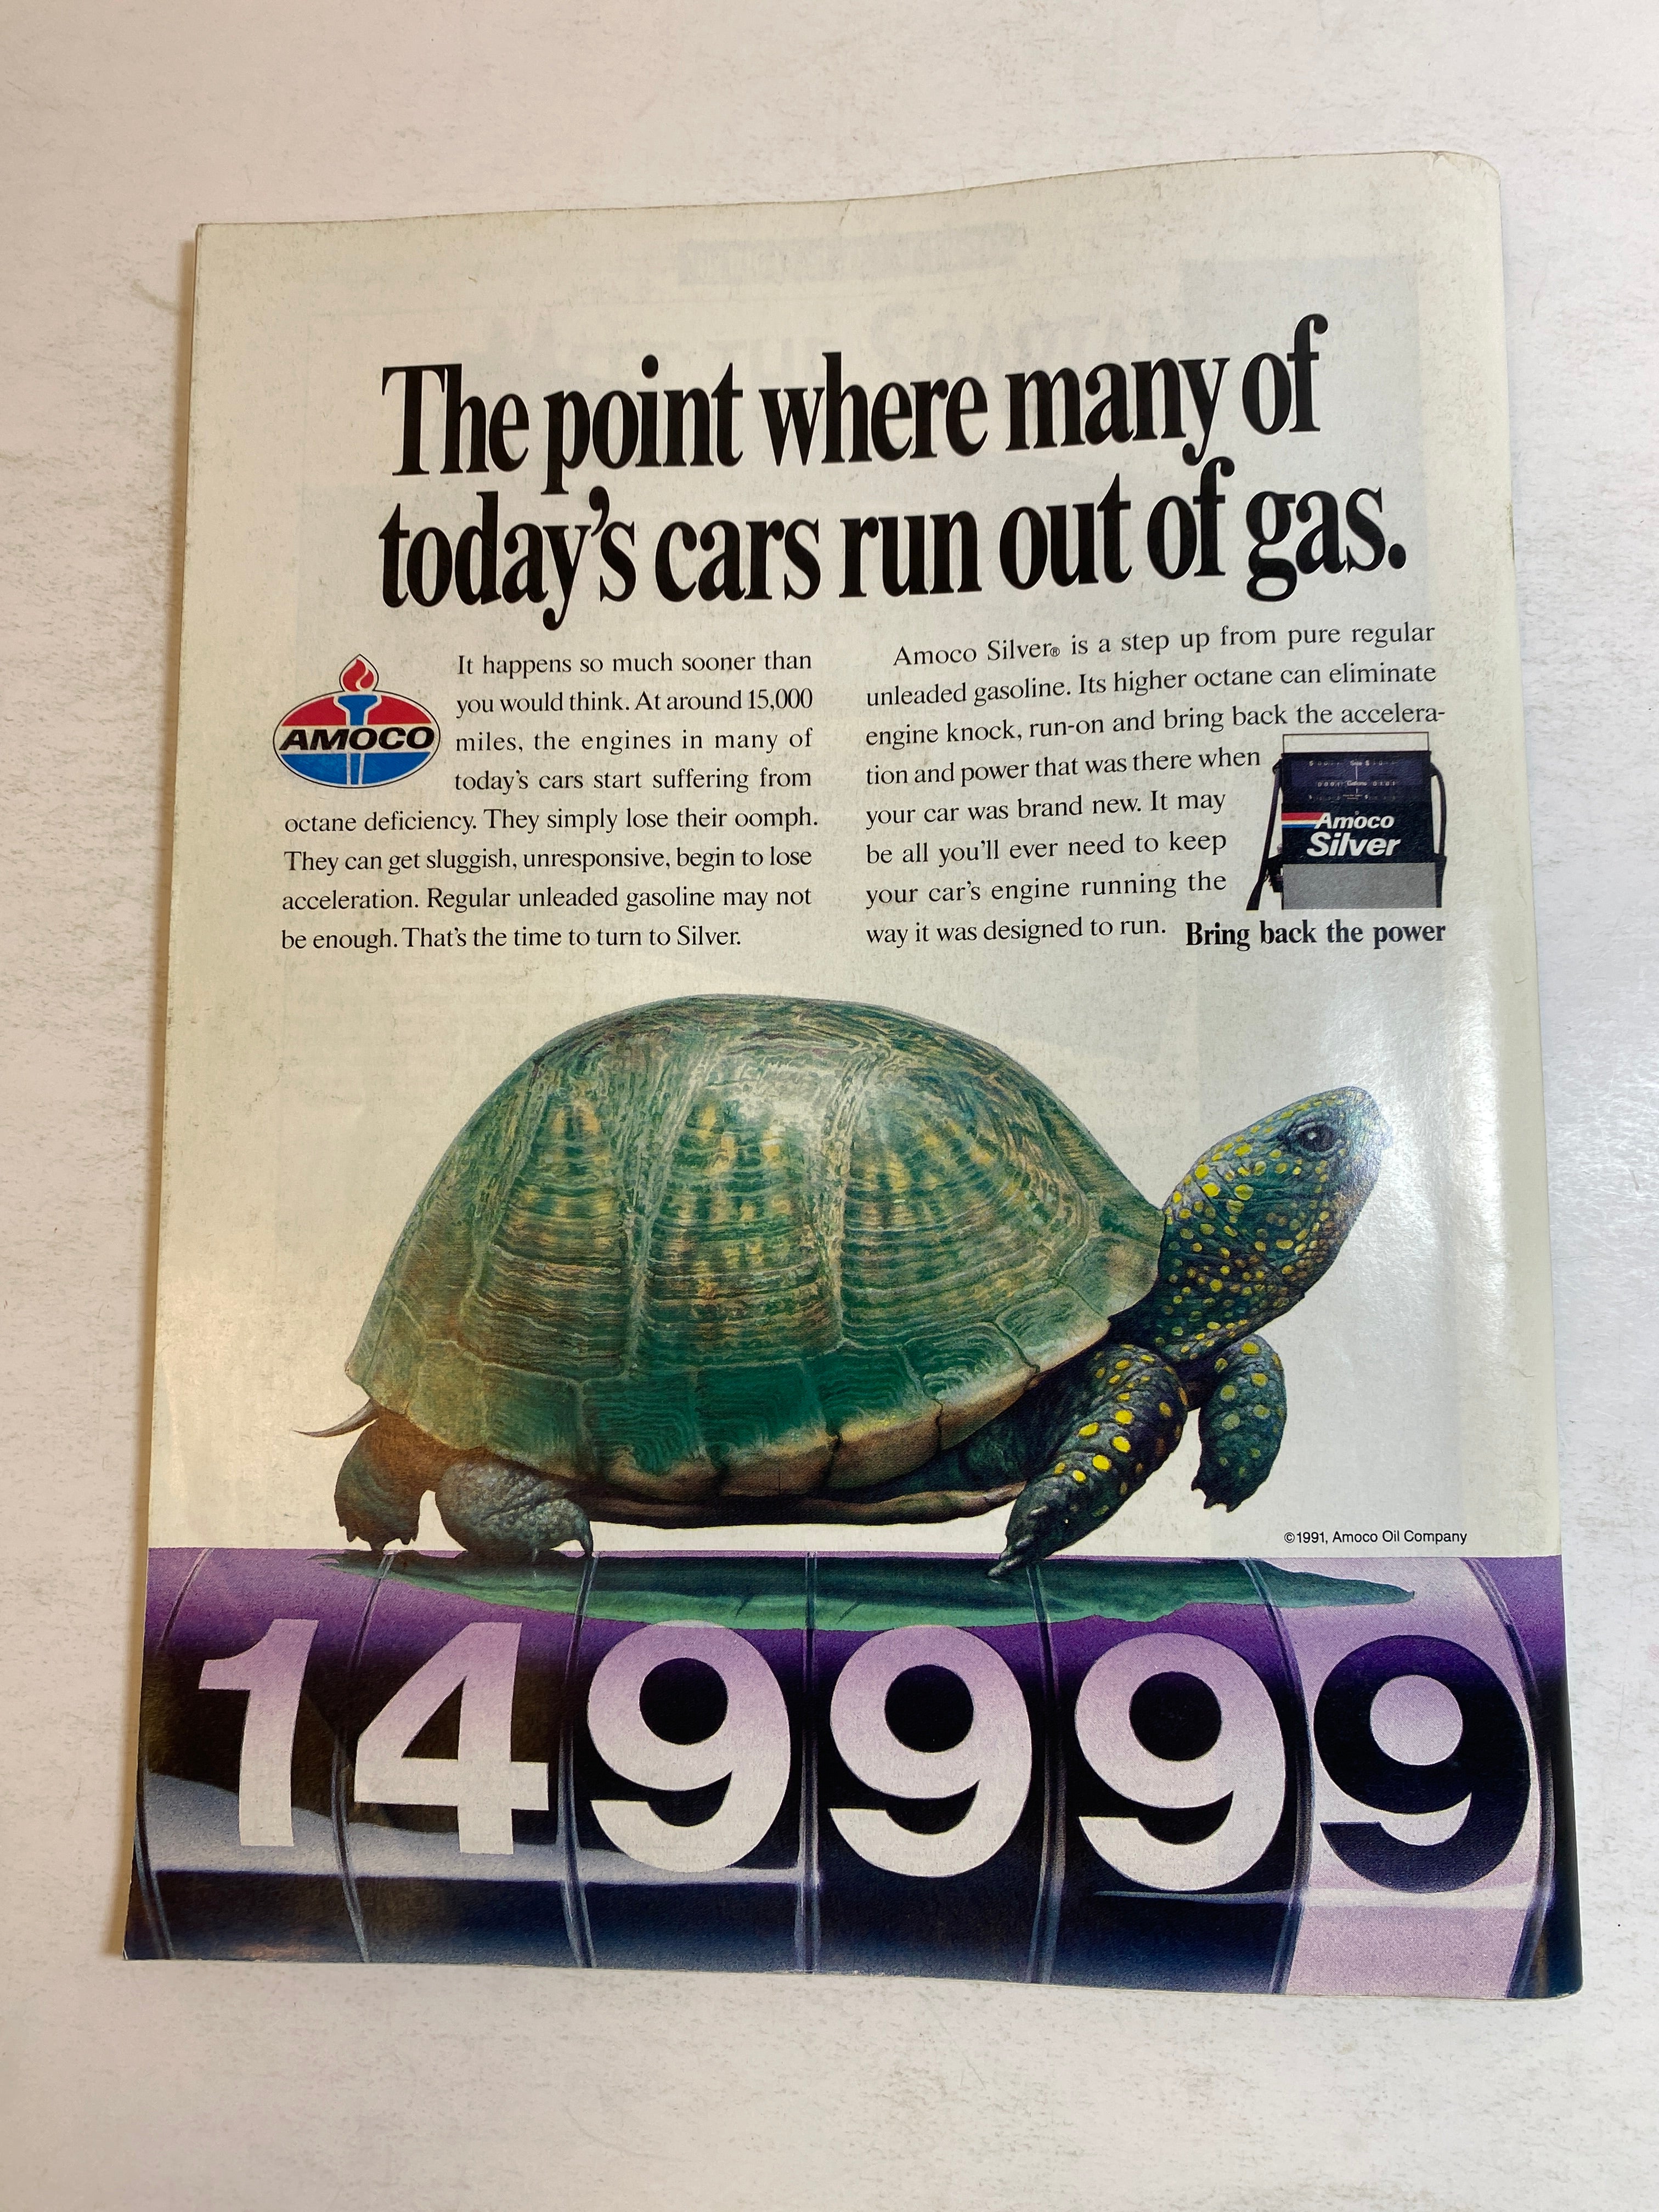 The point where many of
today's cars run out of gas.
AMOCO
It happens so much sooner than
you would think. At around 15,000
miles, the engines in many of
today's cars start suffering from
octane deficiency. They simply lose their oomph.
They can get sluggish, unresponsive, begin to lose
acceleration. Regular unleaded gasoline may not
be enough. That's the time to turn to Silver.
Amoco Silver® is a step up from pure regular
unleaded gasoline. Its higher octane can eliminate
engine knock, run-on and bring back the accelera-
tion and power that was there when
your car was brand new. It may
be all you'll ever need to keep
your car's engine running the
way it was designed to run.
Amoco
Silver
Bring back the power
©1991, Amoco Oil Company
149999